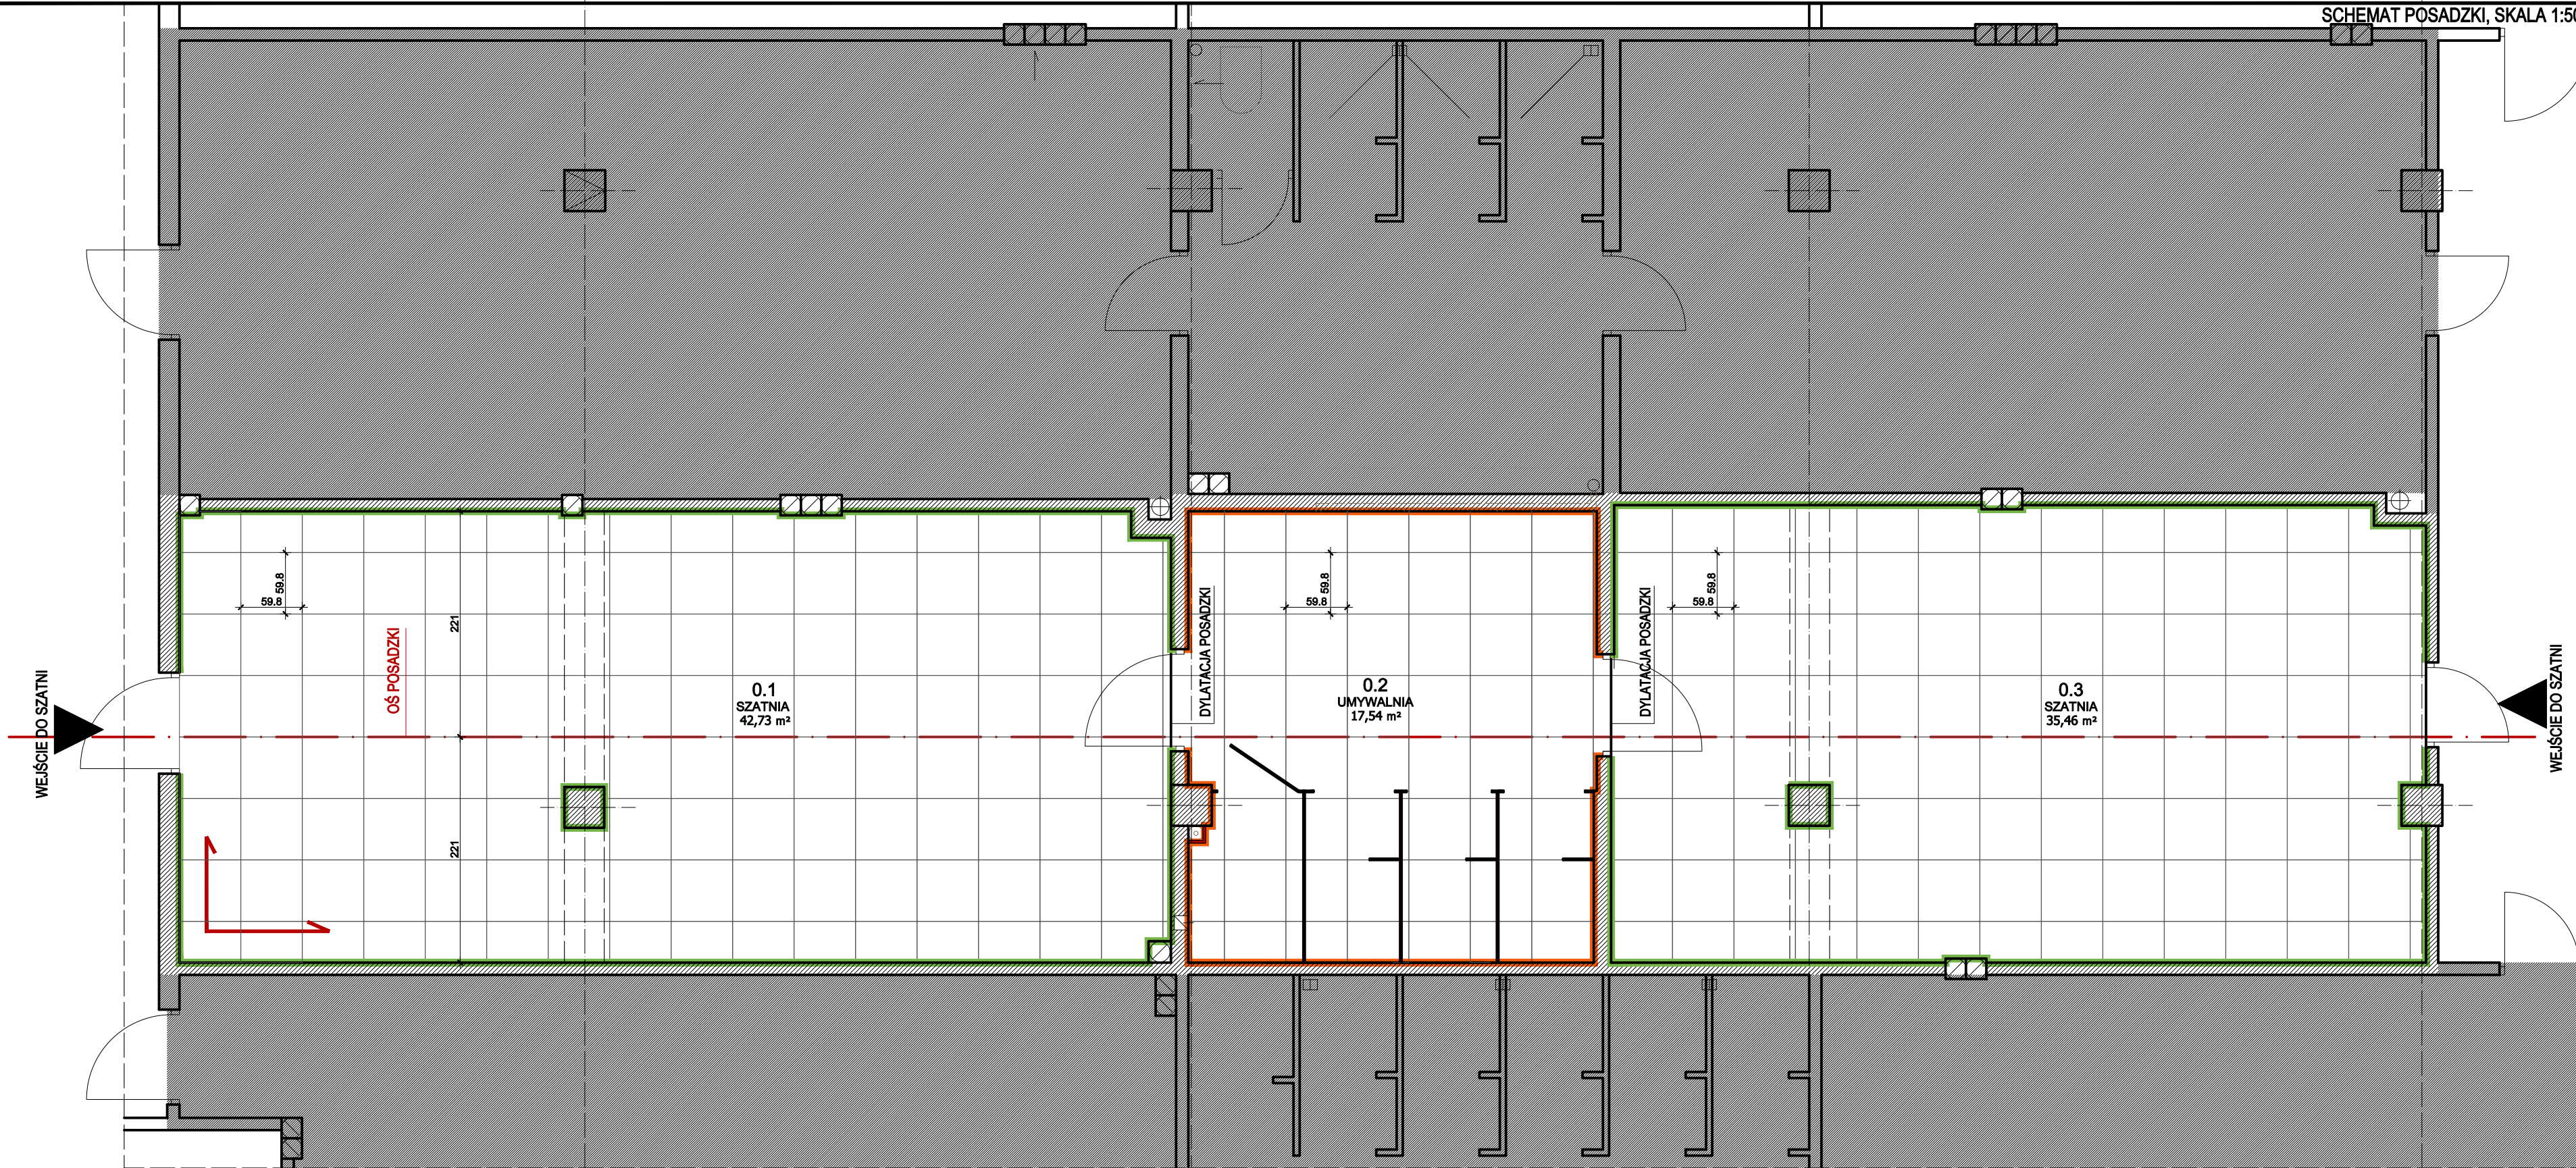 SCHEMAT POSADZKI, SKALA 1:50
59.8
59.8
221
OŚ POSADZKI
221
0.1
SZATNIA
42,73 m²
WEJŚCIE DO SZATNI
DYLATACJA POSADZKI
59.8
59.8
0.2
UMYWALNIA
17,54 m²
DYLATACJA POSADZKI
59.8
59.8
0.3
SZATNIA
35,46 m²
WEJŚCIE DO SZATNI